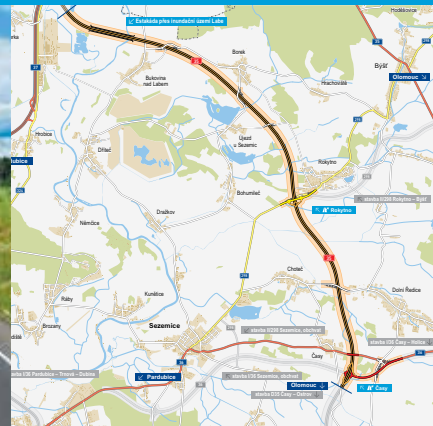 Hoděbovice
Estakáda přes inundační území Labe
Borek
Býšť
Bukovina
nad Labem
Hrachoviště
Olomouc
Hrobice
Újezd
u Sezemic
Dříteč
Rokytno
Bohumileč
stavba II/298 Rokytno – Býšť
Rokytno
Dražkov
Němčice
Choteč
Dolní Ředice
Kunětice
Ráby
Brozany
Sezemice
stavba II/298 Sezemice, obchvat
stavba I/36 Časy – Holice
Časy
stavba I/36 Pardubice – Trnová – Dubina
Pardubice
stavba I/36 Sezemice, obchvat
Olomouc
Časy
stavba D35 Časy – Ostrov